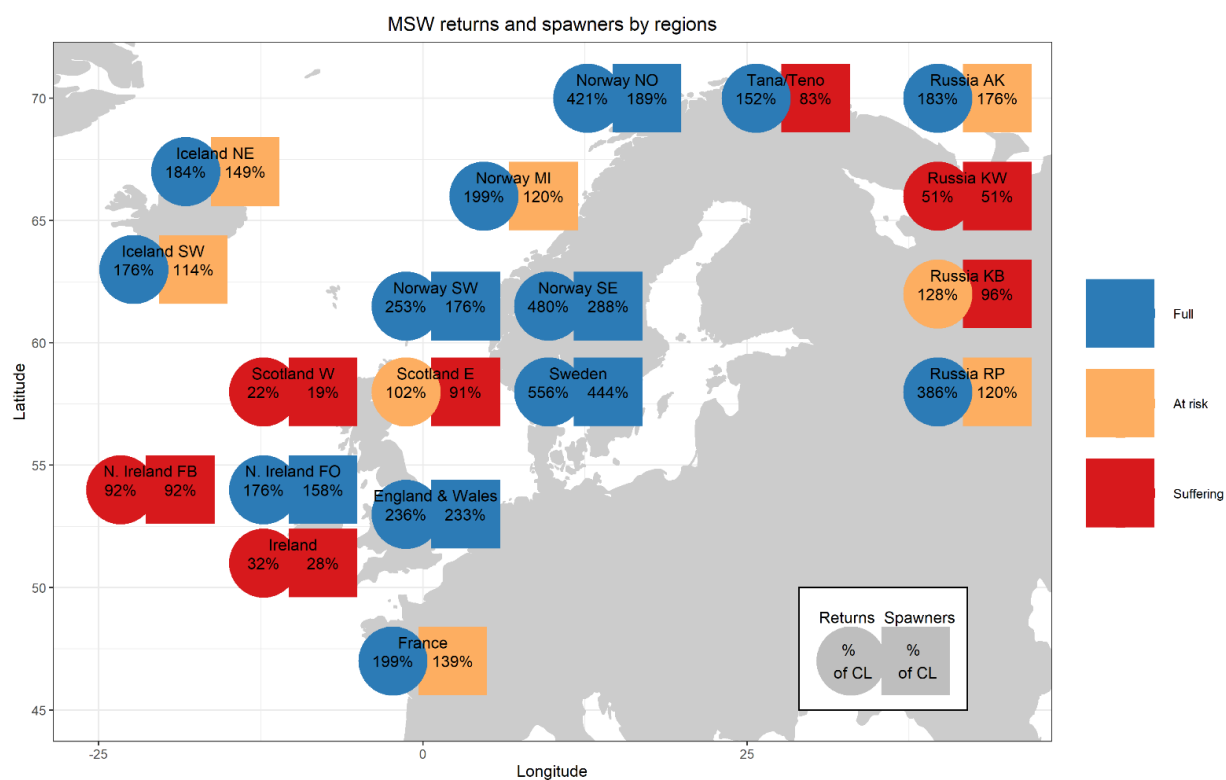 MSW returns and spawners by regions
Norway NO
421% 189%
Tana/Teno
152% 83%
Russia AK
183% 176%
Iceland NE
184% 149%
Norway MI
199% 120%
Russia KW
51% 51%
Iceland SW
176% 114%
Norway SW
253% 176%
Norway SE
480% 288%
Russia KB
128% 96%
Scotland W
22% 19%
Scotland E
102% 91%
Sweden
556% 444%
Russia RP
386% 120%
N. Ireland FB
92% 92%
N. Ireland FO
176% 158%
England & Wales
236% 233%
Ireland
32% 28%
France
199% 139%
Returns Spawners
% %
of CL of CL
Full
At risk
Suffering
70
65
60
55
50
45
Latitude
-25 0 25
Longitude